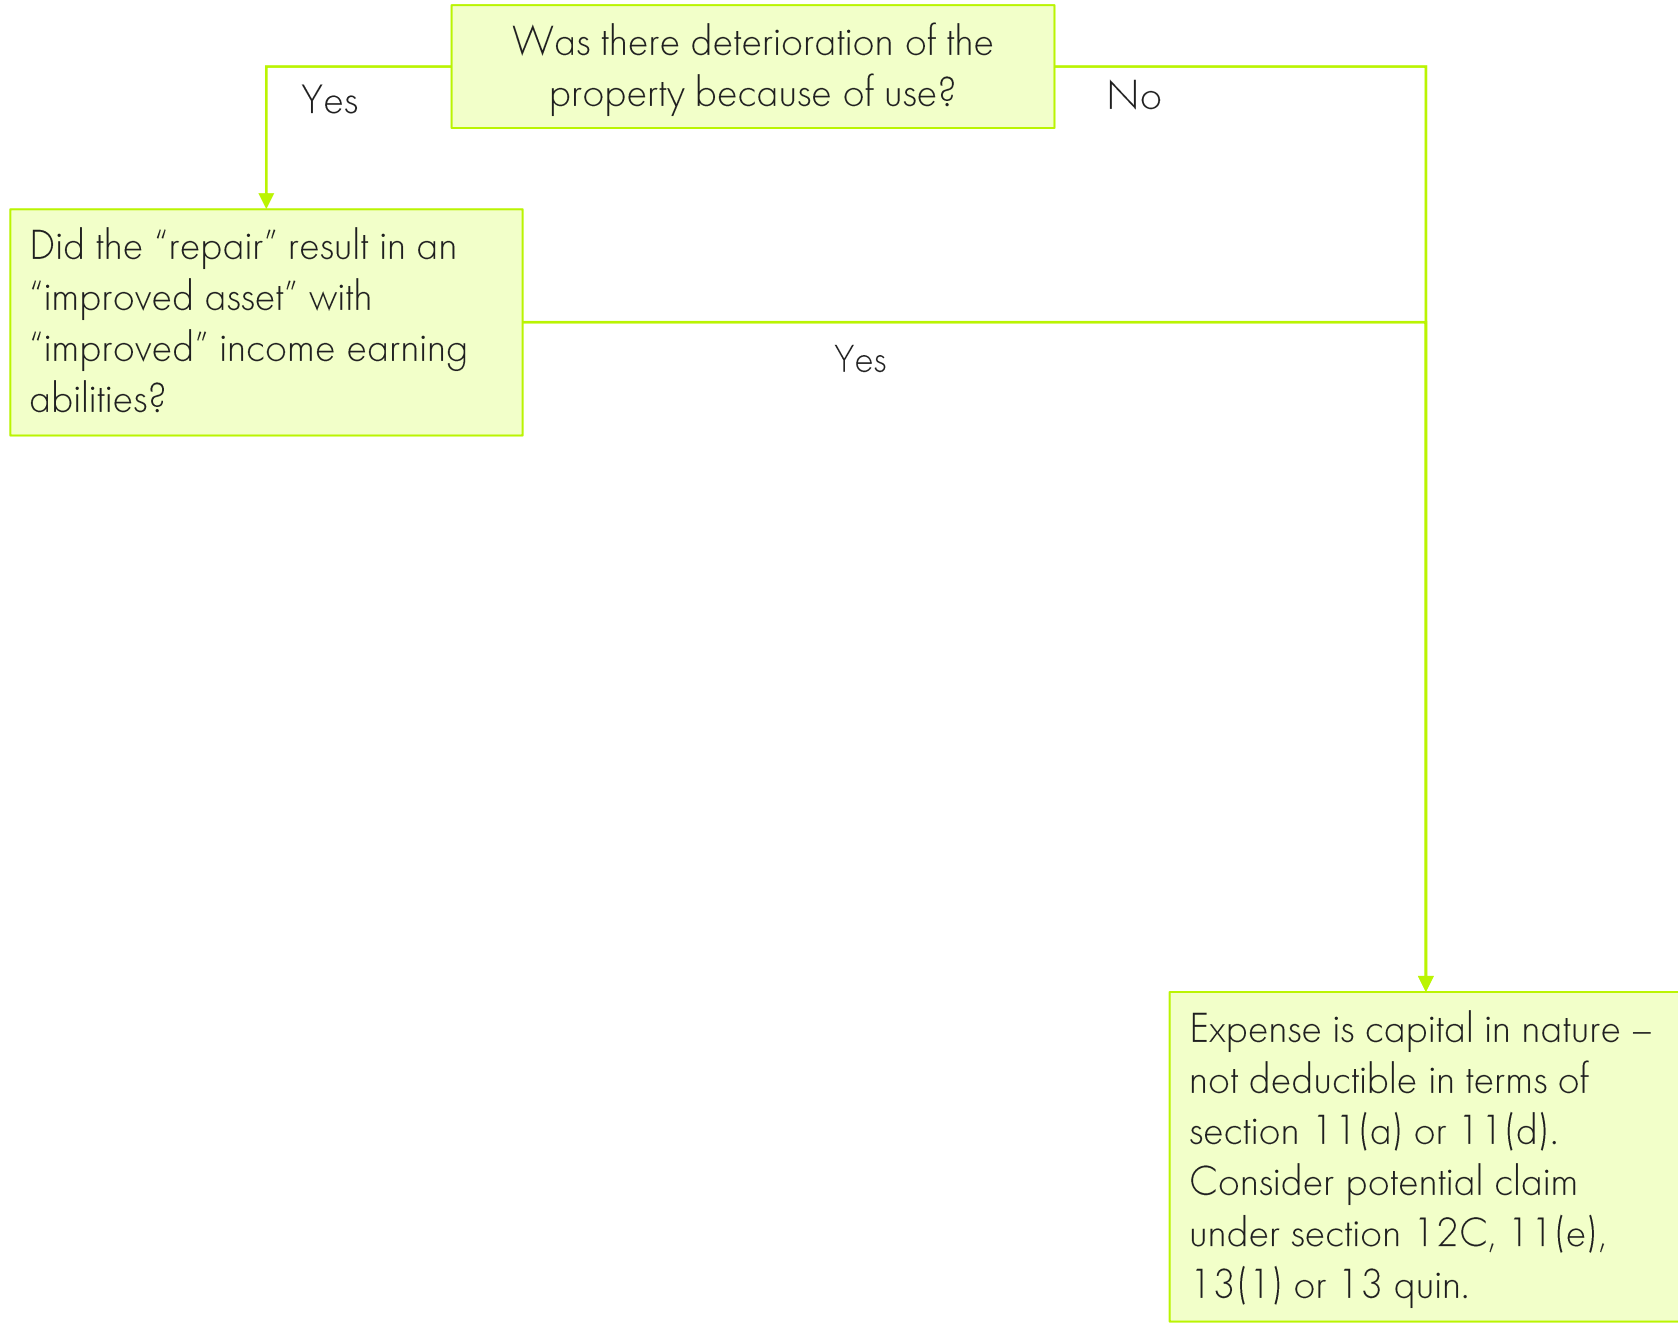 Was there deterioration of the
property because of use?
Yes
No
Did the “repair” result in an
“improved asset” with
“improved” income earning
abilities?
Yes
Expense is capital in nature –
not deductible in terms of
section 11(a) or 11(d).
Consider potential claim
under section 12C, 11(e),
13(1) or 13 quin.